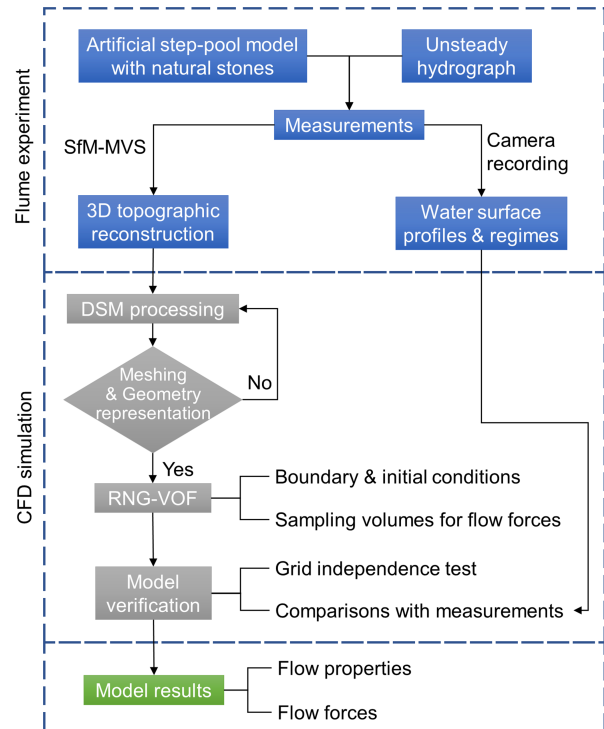 Flume experiment
Artificial step-pool model
with natural stones
Unsteady
hydrograph
Measurements
SfM-MVS
Camera
recording
3D topographic
reconstruction
Water surface
profiles & regimes
CFD simulation
DSM processing
Meshing
& Geometry
representation
No
Yes
RNG-VOF
Boundary & initial conditions
Sampling volumes for flow forces
Model
verification
Grid independence test
Comparisons with measurements
Model results
Flow properties
Flow forces